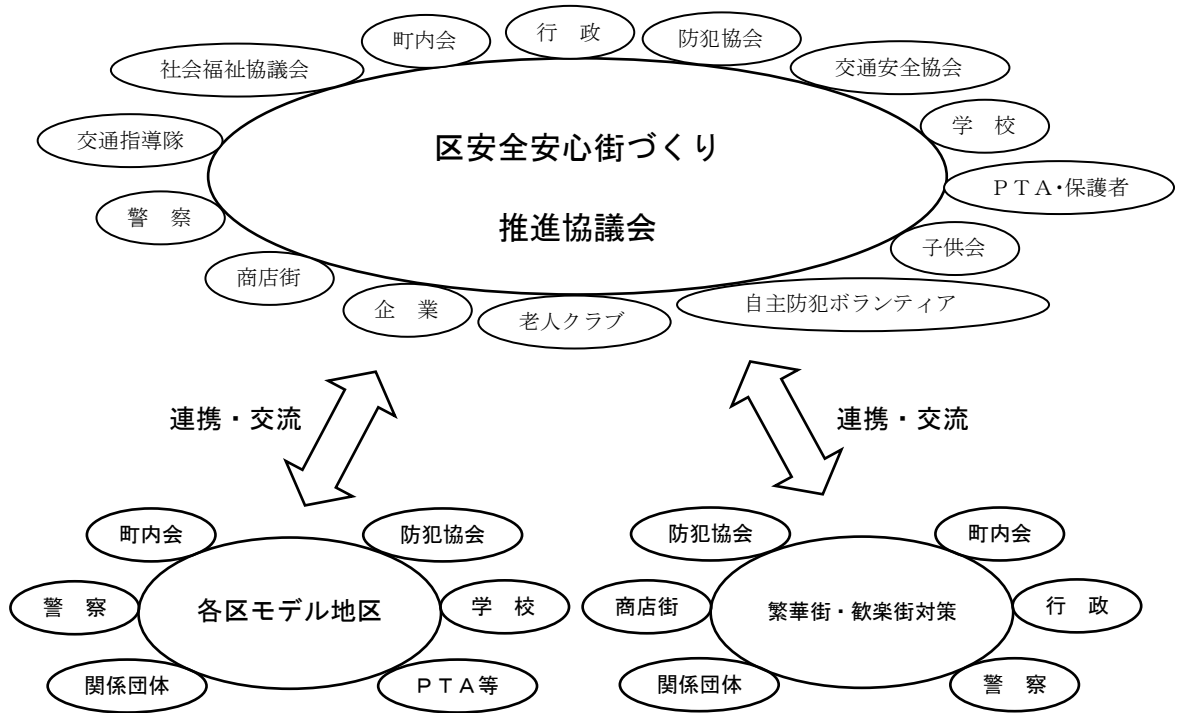 行　政
町内会
防犯協会
社会福祉協議会
交通安全協会
交通指導隊
学　校
区安全安心街づくり
推進協議会
ＰＴＡ・保護者
警　察
子供会
商店街
企　業
老人クラブ
自主防犯ボランティア
連携・交流
連携・交流
町内会
防犯協会
警　察
各区モデル地区
学　校
関係団体
ＰＴＡ等
防犯協会
町内会
商店街
繁華街・歓楽街対策
行　政
関係団体
警　察